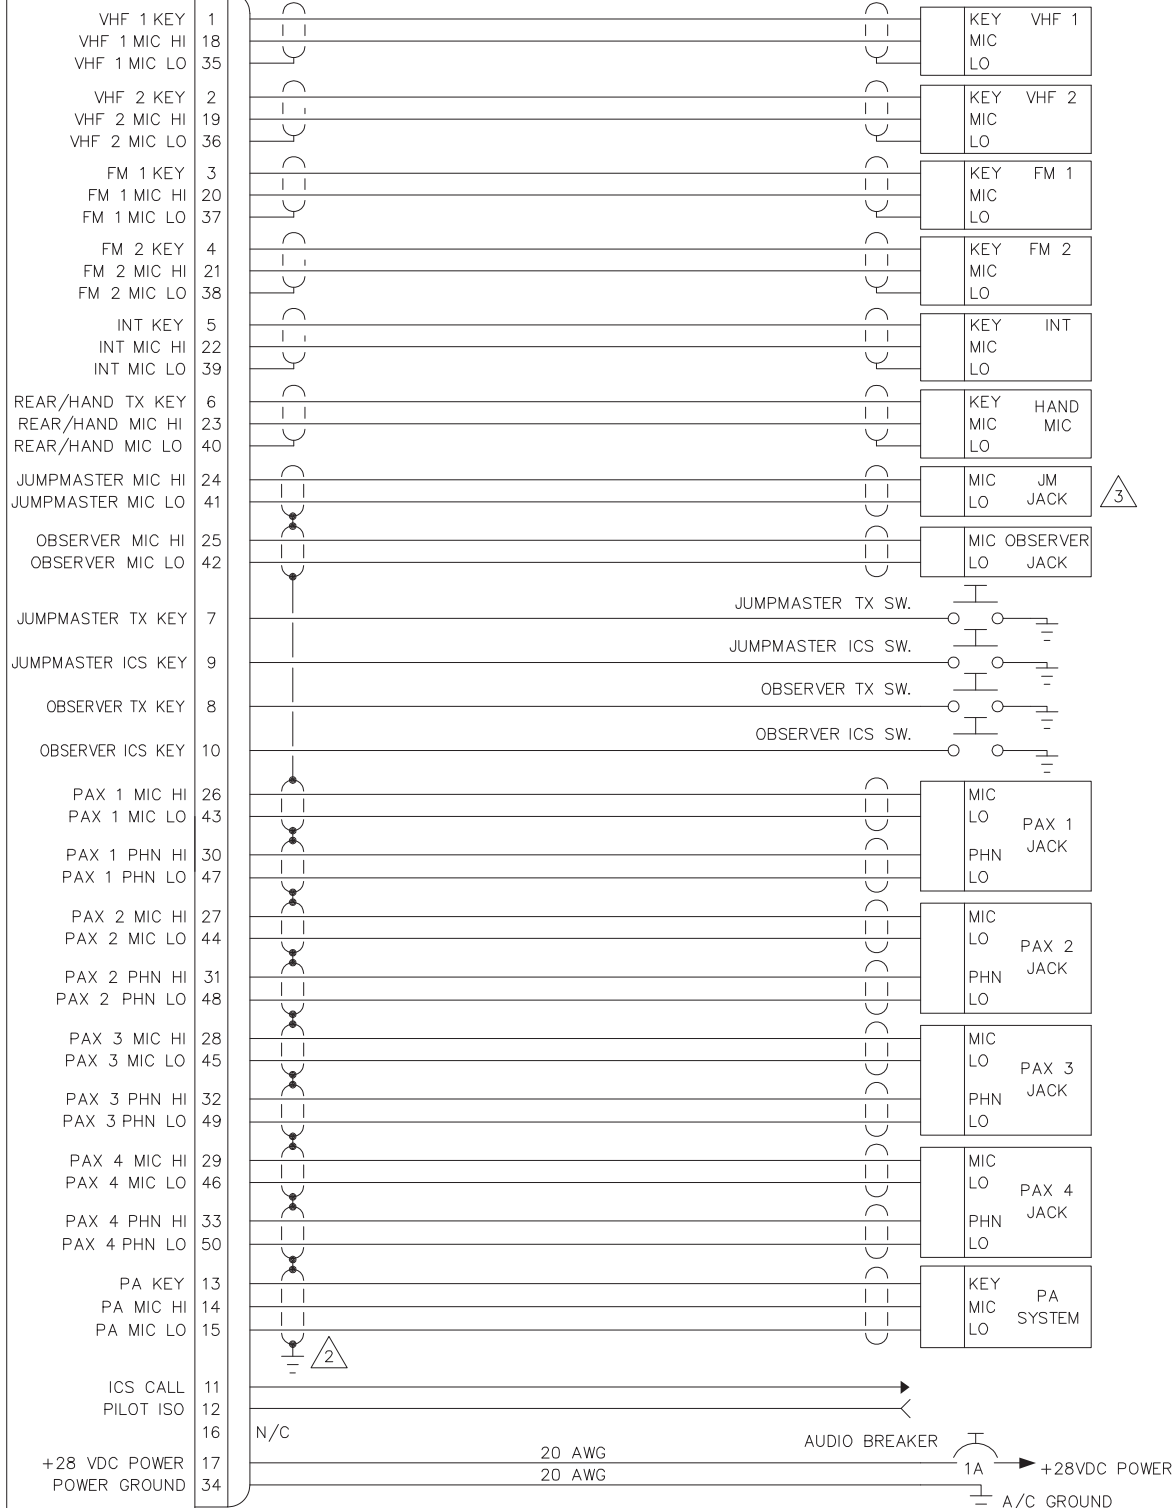 VHF 1 KEY 1 KEY VHF 1
VHF 1 MIC HI 18 MIC
VHF 1 MIC LO 35 LO
VHF 2 KEY 2 KEY VHF 2
VHF 2 MIC HI 19 MIC
VHF 2 MIC LO 36 LO
FM 1 KEY 3 KEY FM 1
FM 1 MIC HI 20 MIC
FM 1 MIC LO 37 LO
FM 2 KEY 4 KEY FM 2
FM 2 MIC HI 21 MIC
FM 2 MIC LO 38 LO
INT KEY 5 KEY INT
INT MIC HI 22 MIC
INT MIC LO 39 LO
REAR/HAND TX KEY 6 KEY HAND
REAR/HAND MIC HI 23 MIC MIC
REAR/HAND MIC LO 40 LO
JUMPMASTER MIC HI 24 MIC JM
JUMPMASTER MIC LO 41 LO JACK 3
OBSERVER MIC HI 25 MIC OBSERVER
OBSERVER MIC LO 42 LO JACK
JUMPMASTER TX SW.
JUMPMASTER TX KEY 7
JUMPMASTER ICS SW.
JUMPMASTER ICS KEY 9
OBSERVER TX SW.
OBSERVER TX KEY 8
OBSERVER ICS SW.
OBSERVER ICS KEY 10
PAX 1 MIC HI 26 MIC
PAX 1 MIC LO 43 LO
PAX 1
JACK
PAX 1 PHN HI 30 PHN
PAX 1 PHN LO 47 LO
PAX 2 MIC HI 27 MIC
PAX 2 MIC LO 44 LO
PAX 2
JACK
PAX 2 PHN HI 31 PHN
PAX 2 PHN LO 48 LO
PAX 3 MIC HI 28 MIC
PAX 3 MIC LO 45 LO
PAX 3
JACK
PAX 3 PHN HI 32 PHN
PAX 3 PHN LO 49 LO
PAX 4 MIC HI 29 MIC
PAX 4 MIC LO 46 LO
PAX 4
JACK
PAX 4 PHN HI 33 PHN
PAX 4 PHN LO 50 LO
PA KEY 13 KEY
PA MIC HI 14 MIC
PA MIC LO 15 LO
PA
SYSTEM
2
ICS CALL 11
PILOT ISO 12
16 N/C
AUDIO BREAKER
+28 VDC POWER 17 20 AWG 1A +28VDC POWER
POWER GROUND 34 20 AWG
A/C GROUND